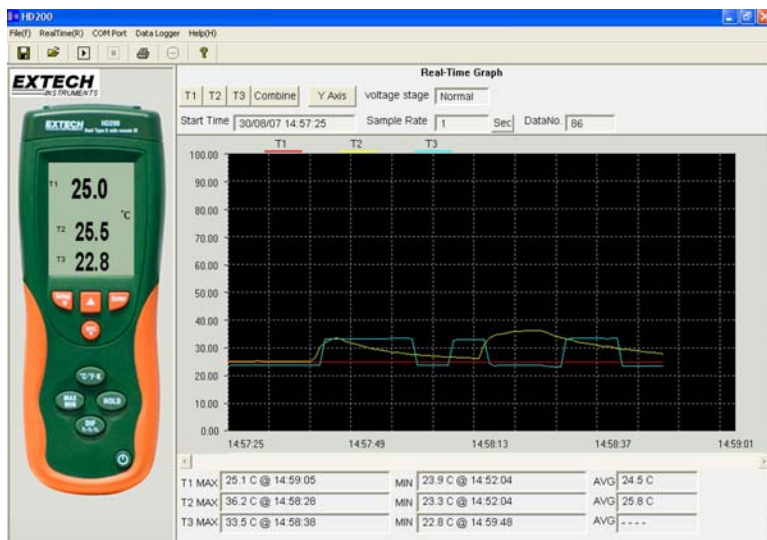 HD200
File(F) RealTime(R) COM Port Data Logger Help(H)
EXTECH
INSTRUMENTS
EXTECH HD200
T1 25.0
°C
T2 25.5
T3 22.8
°C/°F-K
MAX
MIN
HOLD
DIF
Real-Time Graph
T1 T2 T3 Combine Y Axis voltage stage Normal
Start Time 30/08/07 14:57:25 Sample Rate 1 Sec DataNo. 86
T1 T2 T3
100.00
90.00
80.00
70.00
60.00
50.00
40.00
30.00
20.00
10.00
0.00
14:57:25 14:57:49 14:58:13 14:58:37 14:59:01
T1 MAX 25.1 C @ 14:59:05 MIN 23.9 C @ 14:52:04 AVG 24.5 C
T2 MAX 36.2 C @ 14:58:28 MIN 23.3 C @ 14:52:04 AVG 25.8 C
T3 MAX 33.5 C @ 14:58:38 MIN 22.8 C @ 14:59:48 AVG - - - -